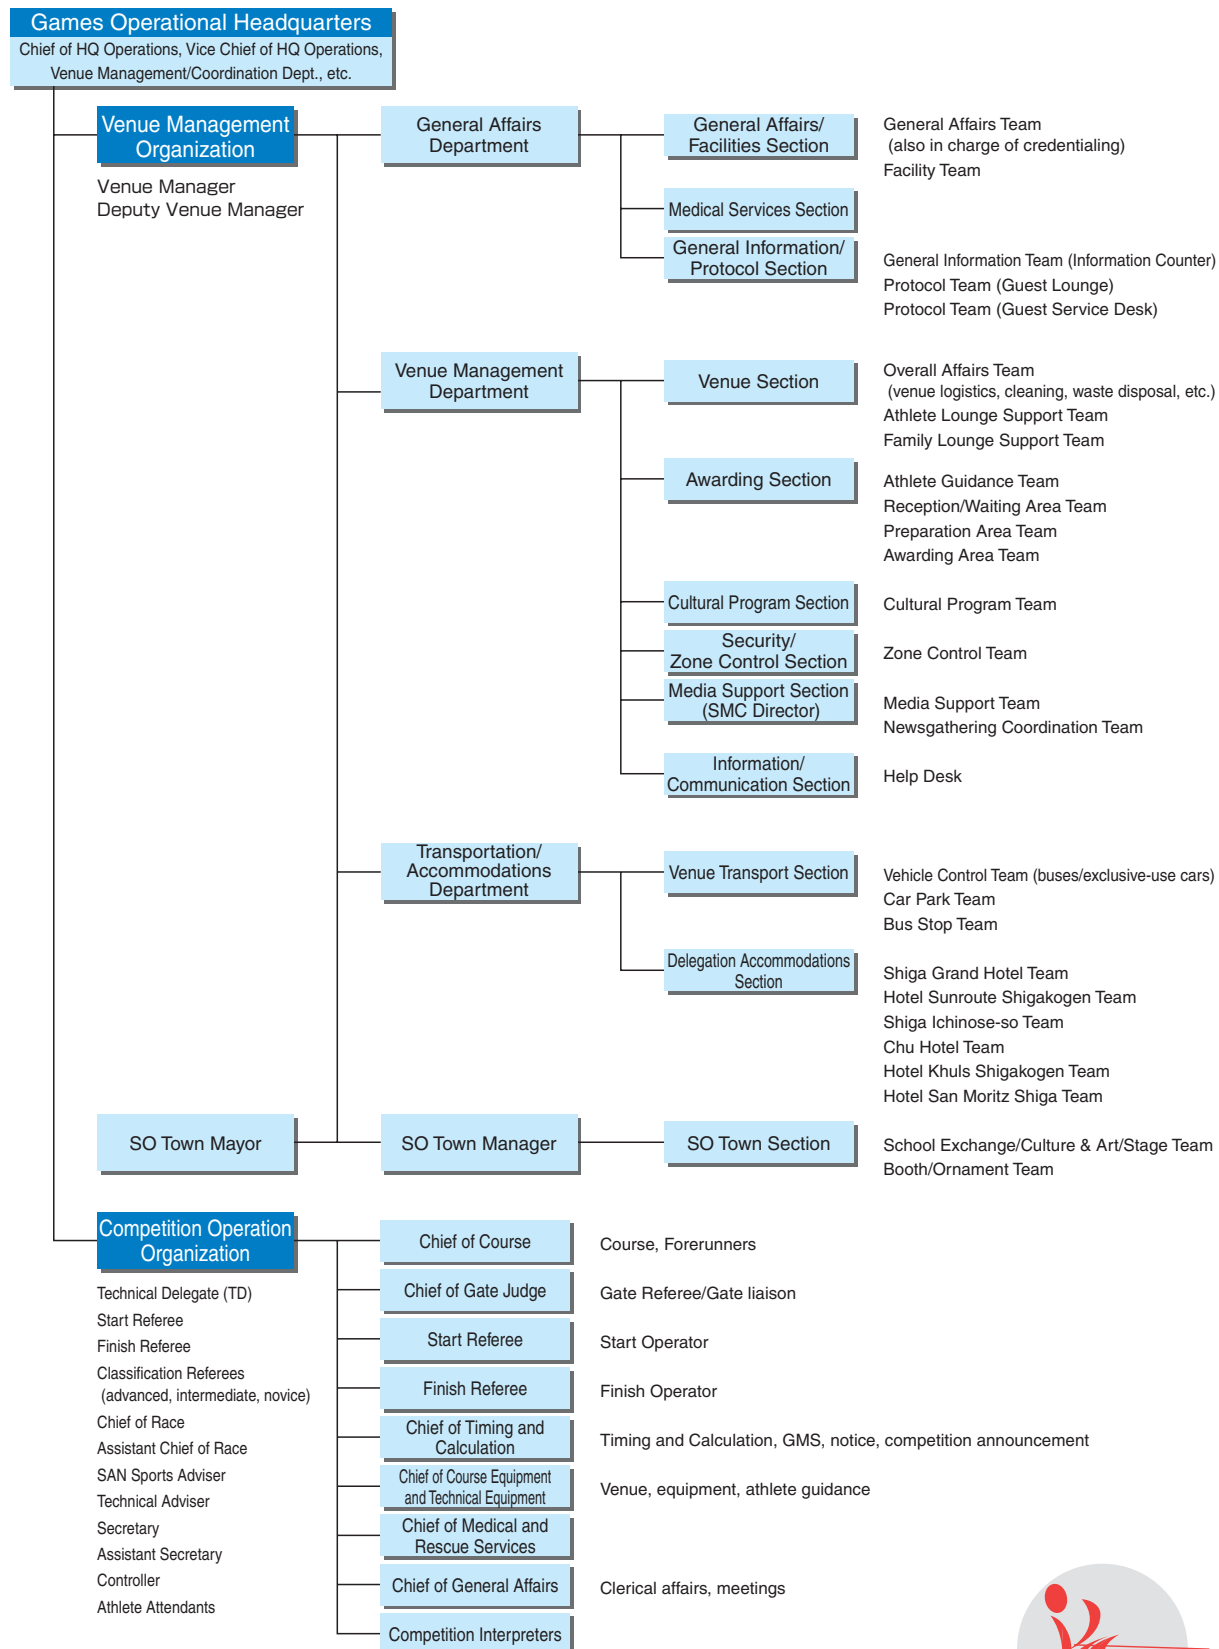 Games Operational Headquarters
Chief of HQ Operations, Vice Chief of HQ Operations,
Venue Management/Coordination Dept., etc.
Venue Management
Organization
Venue Manager
Deputy Venue Manager
General Affairs
Department
General Affairs/
Facilities Section
General Affairs Team
(also in charge of credentialing)
Facility Team
Medical Services Section
General Information/
Protocol Section
General Information Team (Information Counter)
Protocol Team (Guest Lounge)
Protocol Team (Guest Service Desk)
Venue Management
Department
Venue Section
Overall Affairs Team
(venue logistics, cleaning, waste disposal, etc.)
Athlete Lounge Support Team
Family Lounge Support Team
Awarding Section
Athlete Guidance Team
Reception/Waiting Area Team
Preparation Area Team
Awarding Area Team
Cultural Program Section
Cultural Program Team
Security/
Zone Control Section
Zone Control Team
Media Support Section
(SMC Director)
Media Support Team
Newsgathering Coordination Team
Information/
Communication Section
Help Desk
Transportation/
Accommodations
Department
Venue Transport Section
Vehicle Control Team (buses/exclusive-use cars)
Car Park Team
Bus Stop Team
Delegation Accommodations
Section
Shiga Grand Hotel Team
Hotel Sunroute Shigakogen Team
Shiga Ichinose-so Team
Chu Hotel Team
Hotel Khuls Shigakogen Team
Hotel San Moritz Shiga Team
SO Town Mayor
SO Town Manager
SO Town Section
School Exchange/Culture & Art/Stage Team
Booth/Ornament Team
Competition Operation
Organization
Technical Delegate (TD)
Start Referee
Finish Referee
Classification Referees
(advanced, intermediate, novice)
Chief of Race
Assistant Chief of Race
SAN Sports Adviser
Technical Adviser
Secretary
Assistant Secretary
Controller
Athlete Attendants
Chief of Course
Course, Forerunners
Chief of Gate Judge
Gate Referee/Gate liaison
Start Referee
Start Operator
Finish Referee
Finish Operator
Chief of Timing and
Calculation
Timing and Calculation, GMS, notice, competition announcement
Chief of Course Equipment
and Technical Equipment
Venue, equipment, athlete guidance
Chief of Medical and
Rescue Services
Chief of General Affairs
Clerical affairs, meetings
Competition Interpreters